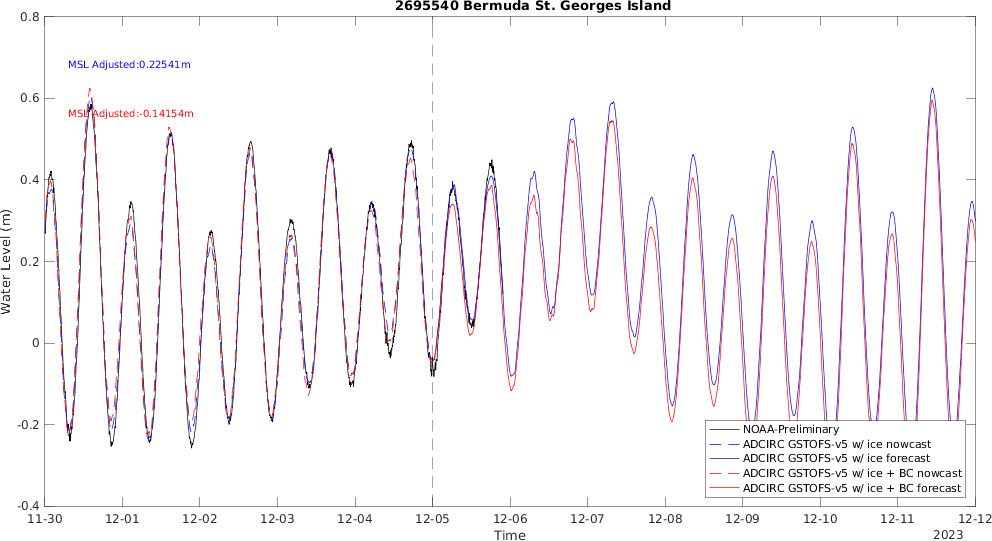 2695540 Bermuda St. Georges Island
0.8
MSL Adjusted:0.22541m
0.6
MSL Adjusted:-0.14154m
0.4
Water Level (m)
0.2
0
-0.2
NOAA-Preliminary
ADCIRC GSTOFS-v5 w/ ice nowcast
ADCIRC GSTOFS-v5 w/ ice forecast
ADCIRC GSTOFS-v5 w/ ice + BC nowcast
ADCIRC GSTOFS-v5 w/ ice + BC forecast
-0.4
11-30 12-01 12-02 12-03 12-04 12-05 12-06 12-07 12-08 12-09 12-10 12-11 12-12
Time
2023